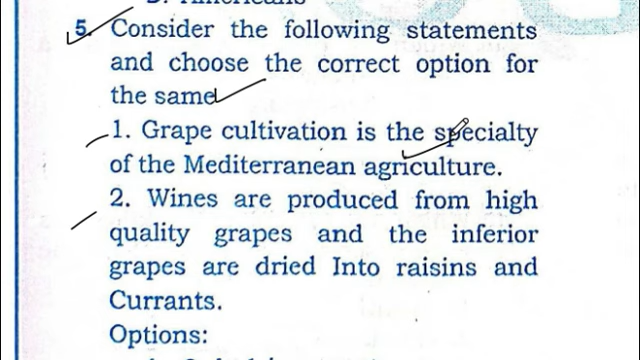 5. Consider the following statements
and choose the correct option for
the same
1. Grape cultivation is the specialty
of the Mediterranean agriculture.
2. Wines are produced from high
quality grapes and the inferior
grapes are dried Into raisins and
Currants.
Options: